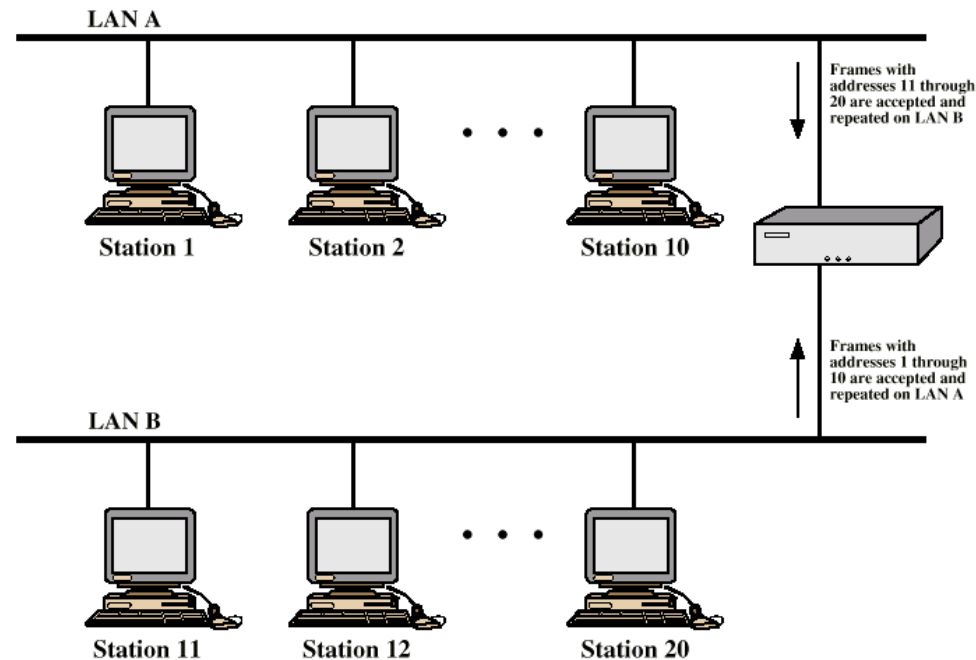 LAN A
Frames with
addresses 11 through
20 are accepted and
repeated on LAN B
Station 1
Station 2
Station 10
Frames with
addresses 1 through
10 are accepted and
repeated on LAN A
LAN B
Station 11
Station 12
Station 20